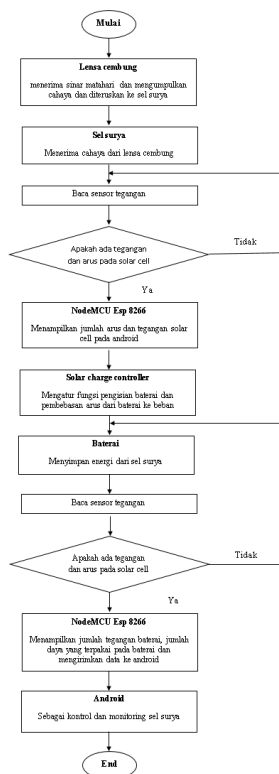 Mulai
Lensa cembung
menerima sinar matahari dan mengumpulkan
cahaya dan diteruskan ke sel surya
Sel surya
Menerima cahaya dari lensa cembung
Baca sensor tegangan
Apakah ada tegangan
dan arus pada solar cell
Tidak
Ya
NodeMCU Esp 8266
Menampilkan jumlah arus dan tegangan solar
cell pada android
Solar charge controller
Mengatur fungsi pengisian baterai dan
pembebasan arus dari baterai ke beban
Baterai
Menyimpan energi dari sel surya
Baca sensor tegangan
Apakah ada tegangan
dan arus pada solar cell
Tidak
Ya
NodeMCU Esp 8266
Menampilkan jumlah tegangan baterai, jumlah
daya yang terpakai pada baterai dan
mengirimkan data ke android
Android
Sebagai kontrol dan monitoring sel surya
End